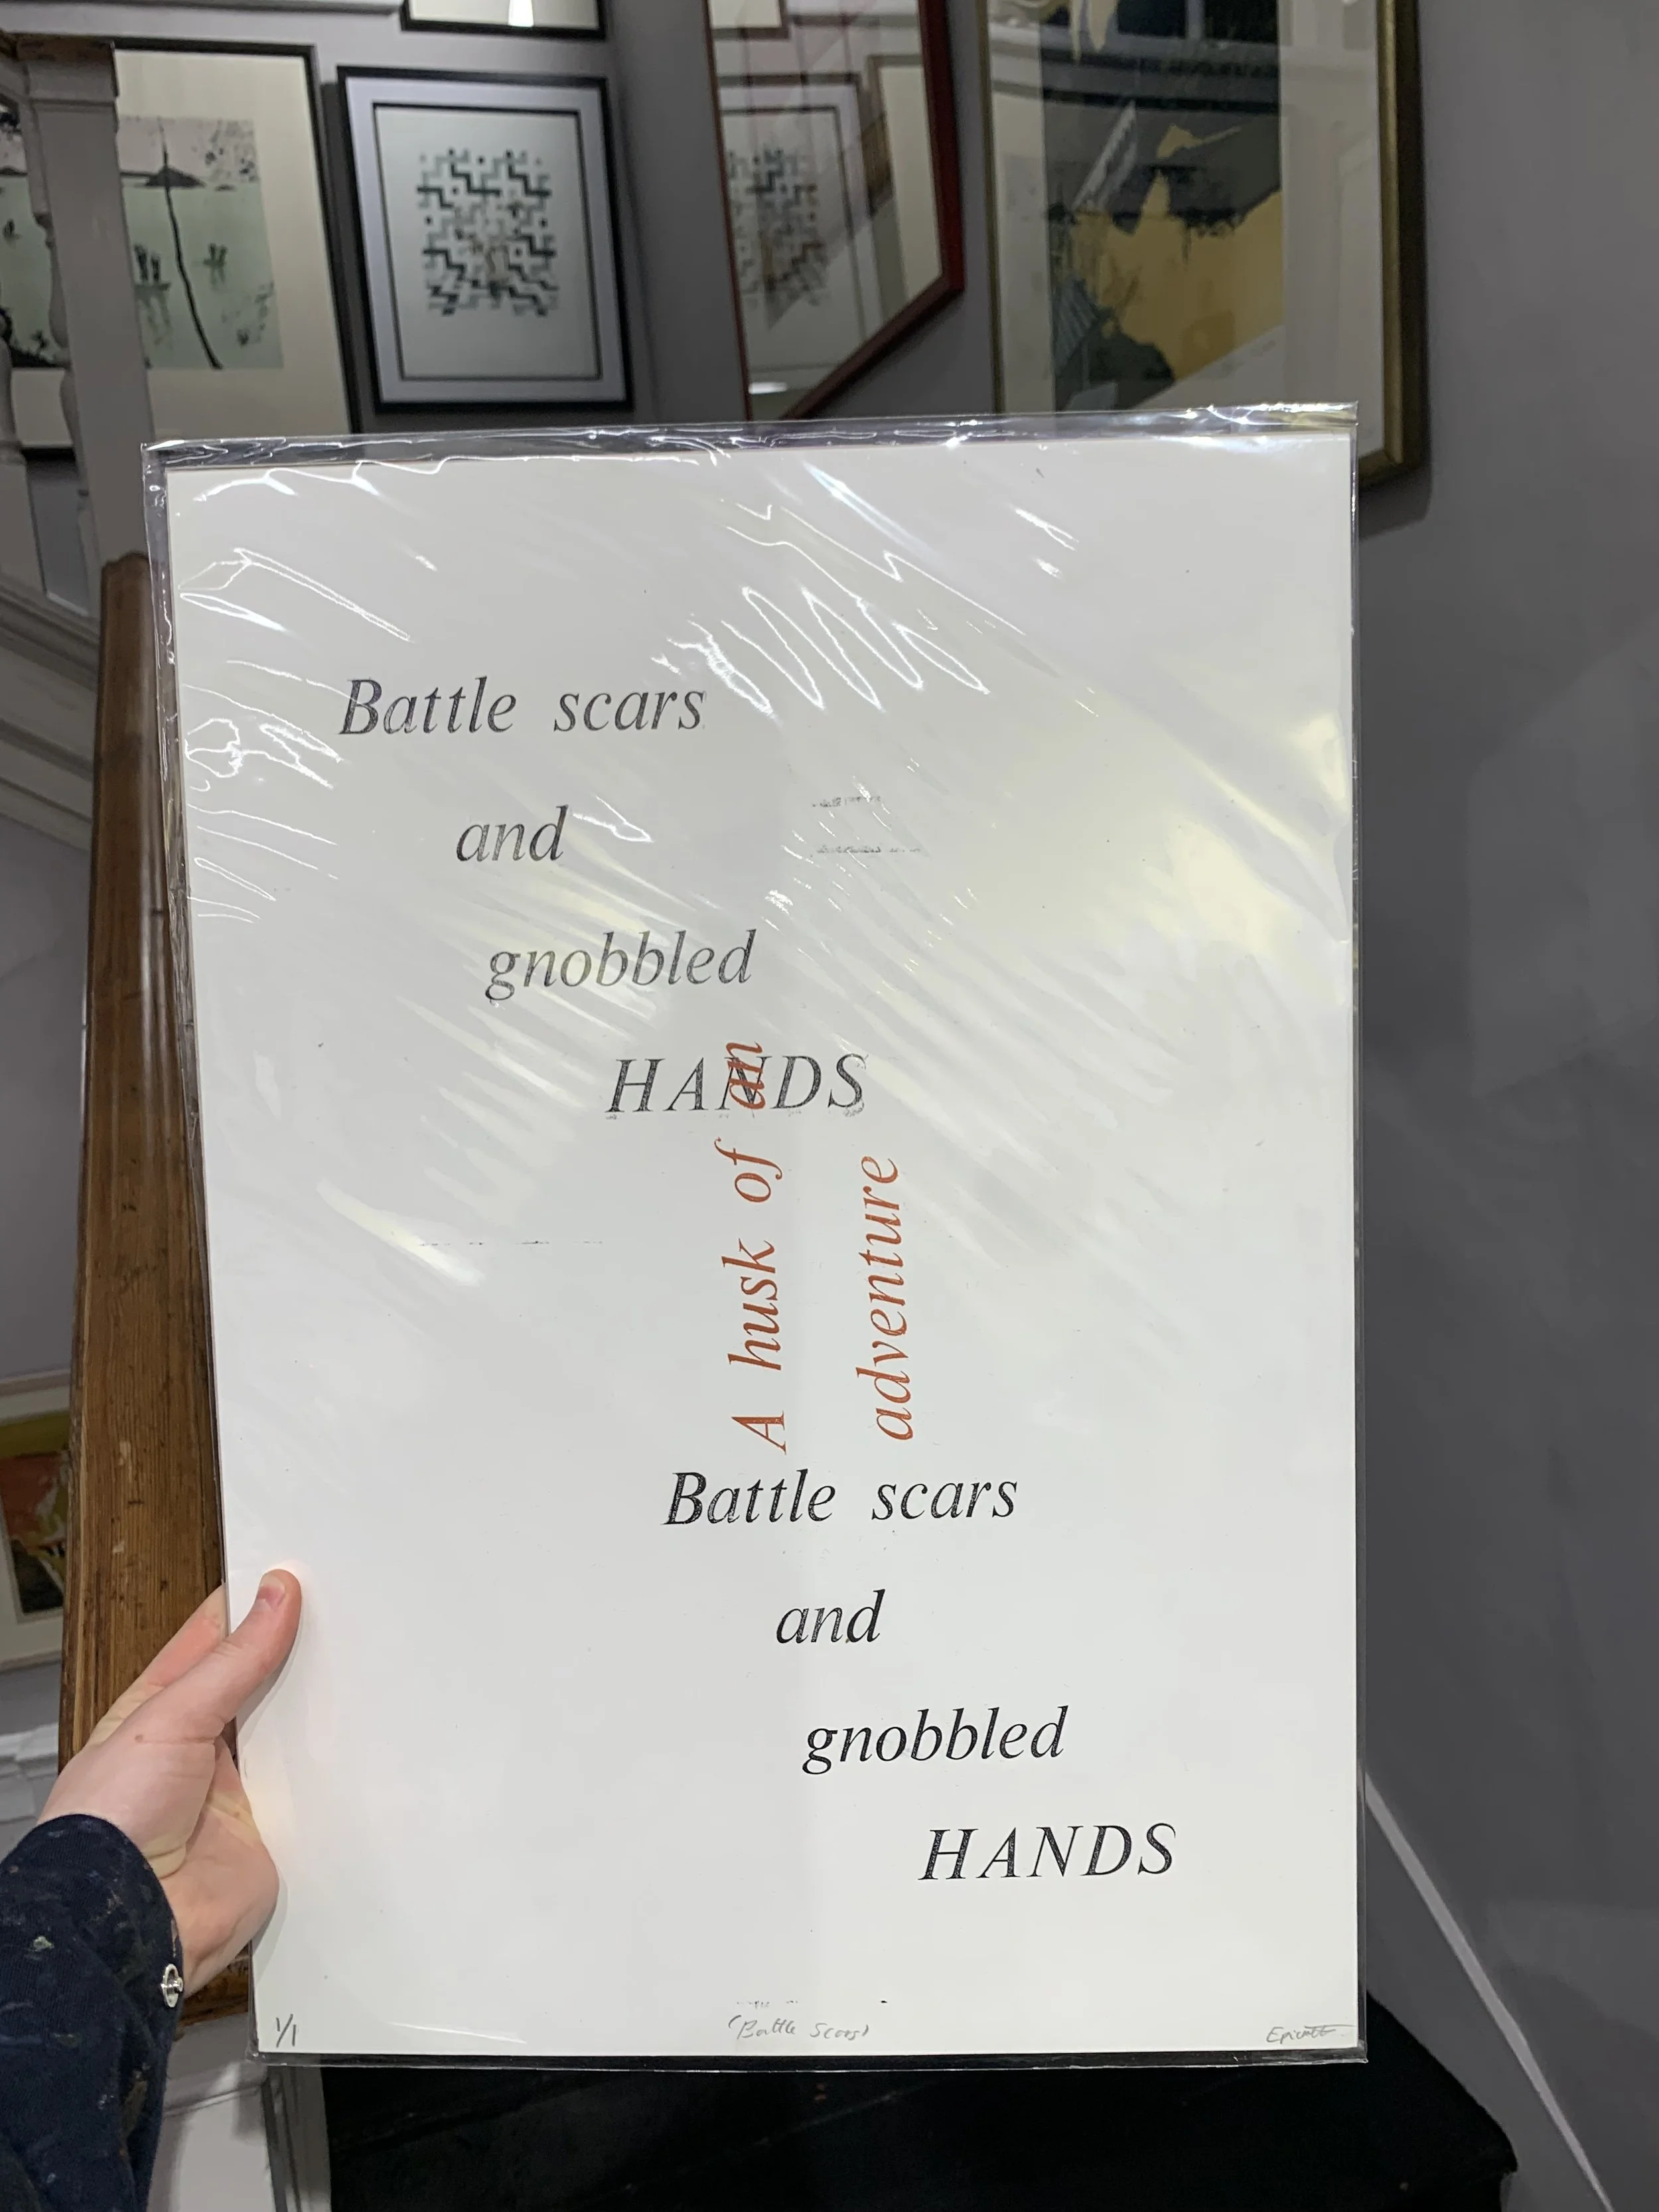 Battle scars
and
gnobbled
HANDS
A husk of an
adventure
Battle scars
and
gnobbled
HANDS
1/1
(Battle Scars)